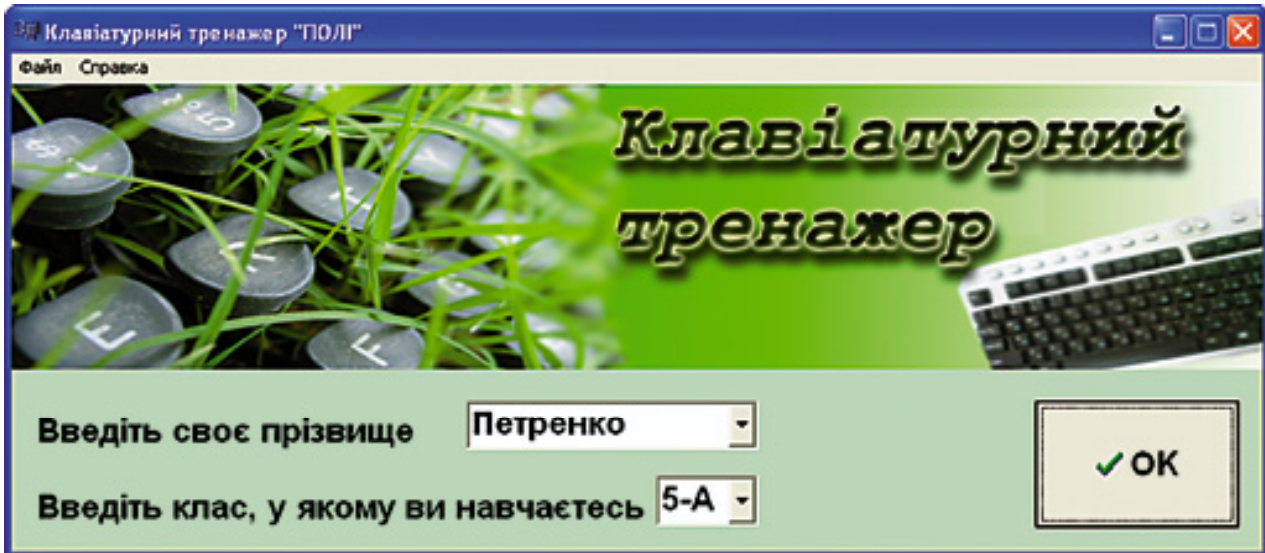 Клавіатурний тренажер "ПОЛІ"
Файл Справка
Клавіатурний
тренажер
Введіть своє прізвище Петренко
OK
Введіть клас, у якому ви навчаєтесь 5-А